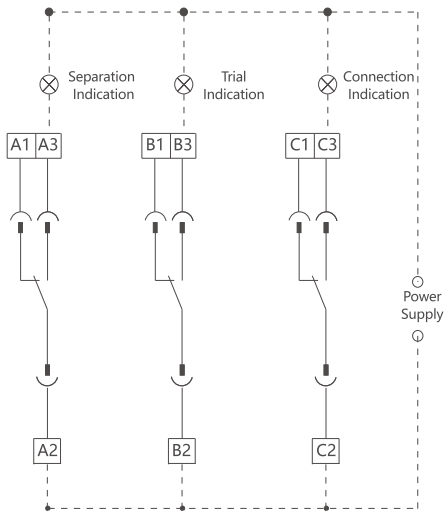 Separation
Indication
Trial
Indication
Connection
Indication
A1 A3
B1 B3
C1 C3
Power
Supply
A2
B2
C2